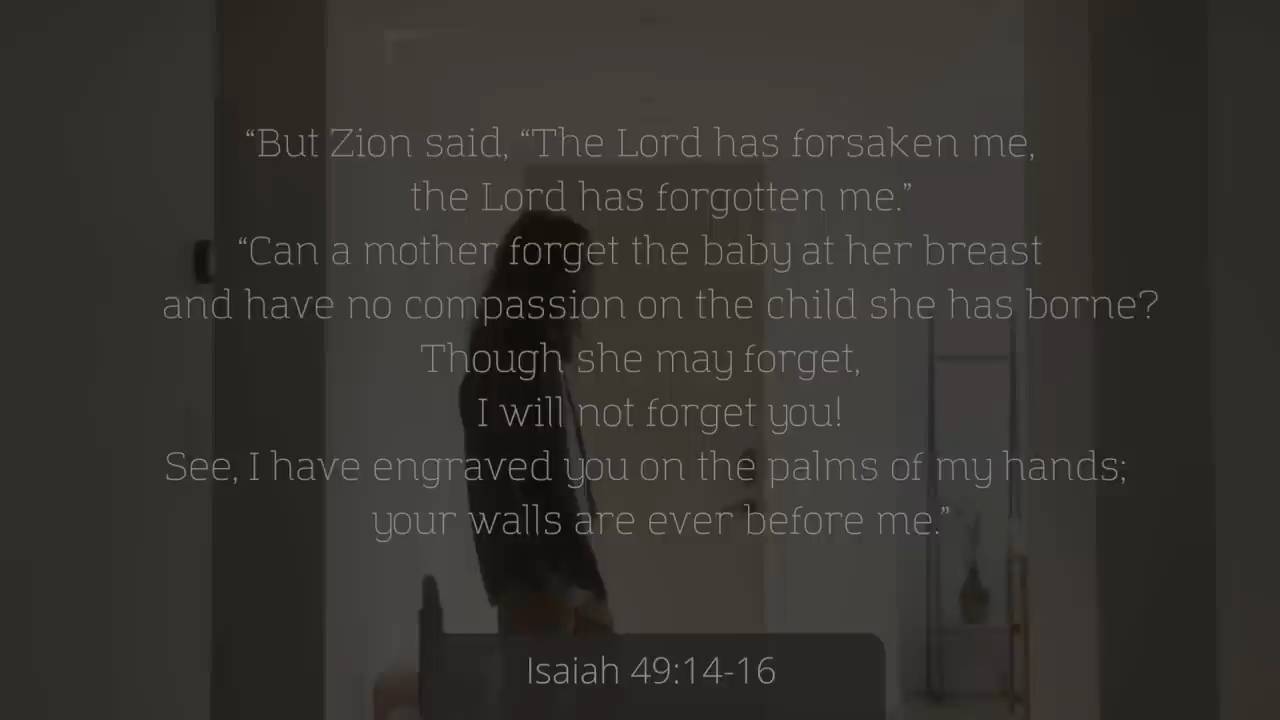 “But Zion said, “The Lord has forsaken me,
the Lord has forgotten me.”
“Can a mother forget the baby at her breast
and have no compassion on the child she has borne?
Though she may forget,
I will not forget you!
See, I have engraved you on the palms of my hands;
your walls are ever before me.”
Isaiah 49:14-16